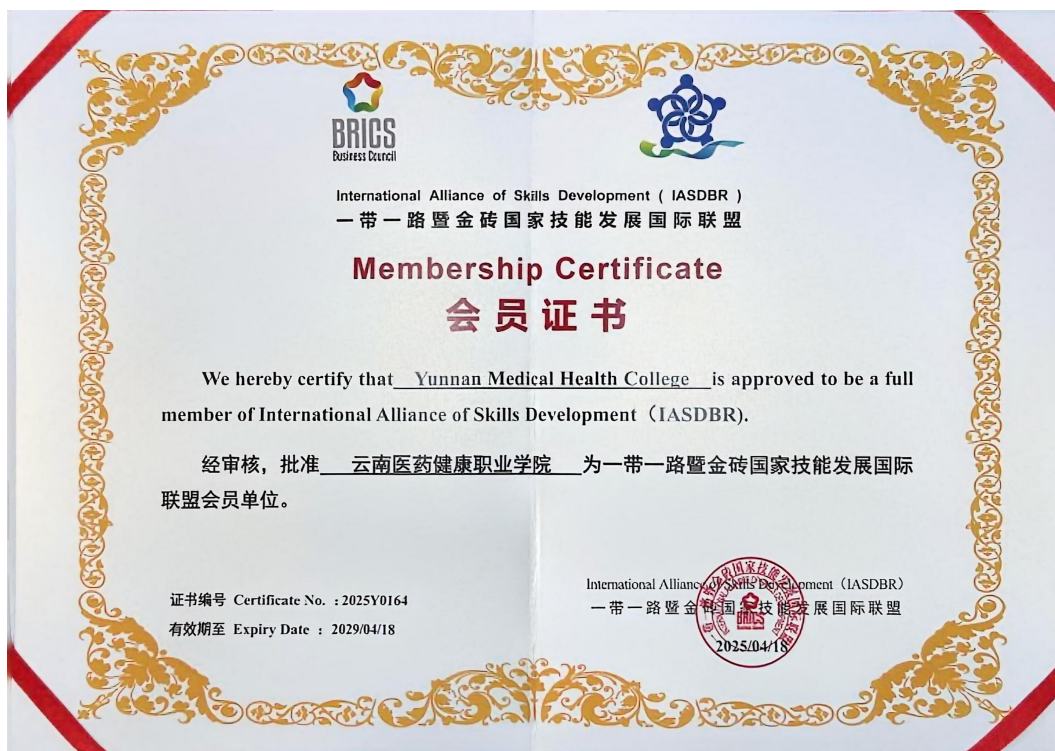 BRICS
Business Council
International Alliance of Skills Development ( IASDBR )
一带一路暨金砖国家技能发展国际联盟
Membership Certificate
会员证书
We hereby certify that Yunnan Medical Health College is approved to be a full
member of International Alliance of Skills Development（IASDBR).
经审核，批准 云南医药健康职业学院 为一带一路暨金砖国家技能发展国际
联盟会员单位。
证书编号 Certificate No. : 2025Y0164
有效期至 Expiry Date : 2029/04/18
International Alliance of Skills Development（IASDBR）
一带一路暨金砖国家技能发展国际联盟
BRICS
2025/04/18